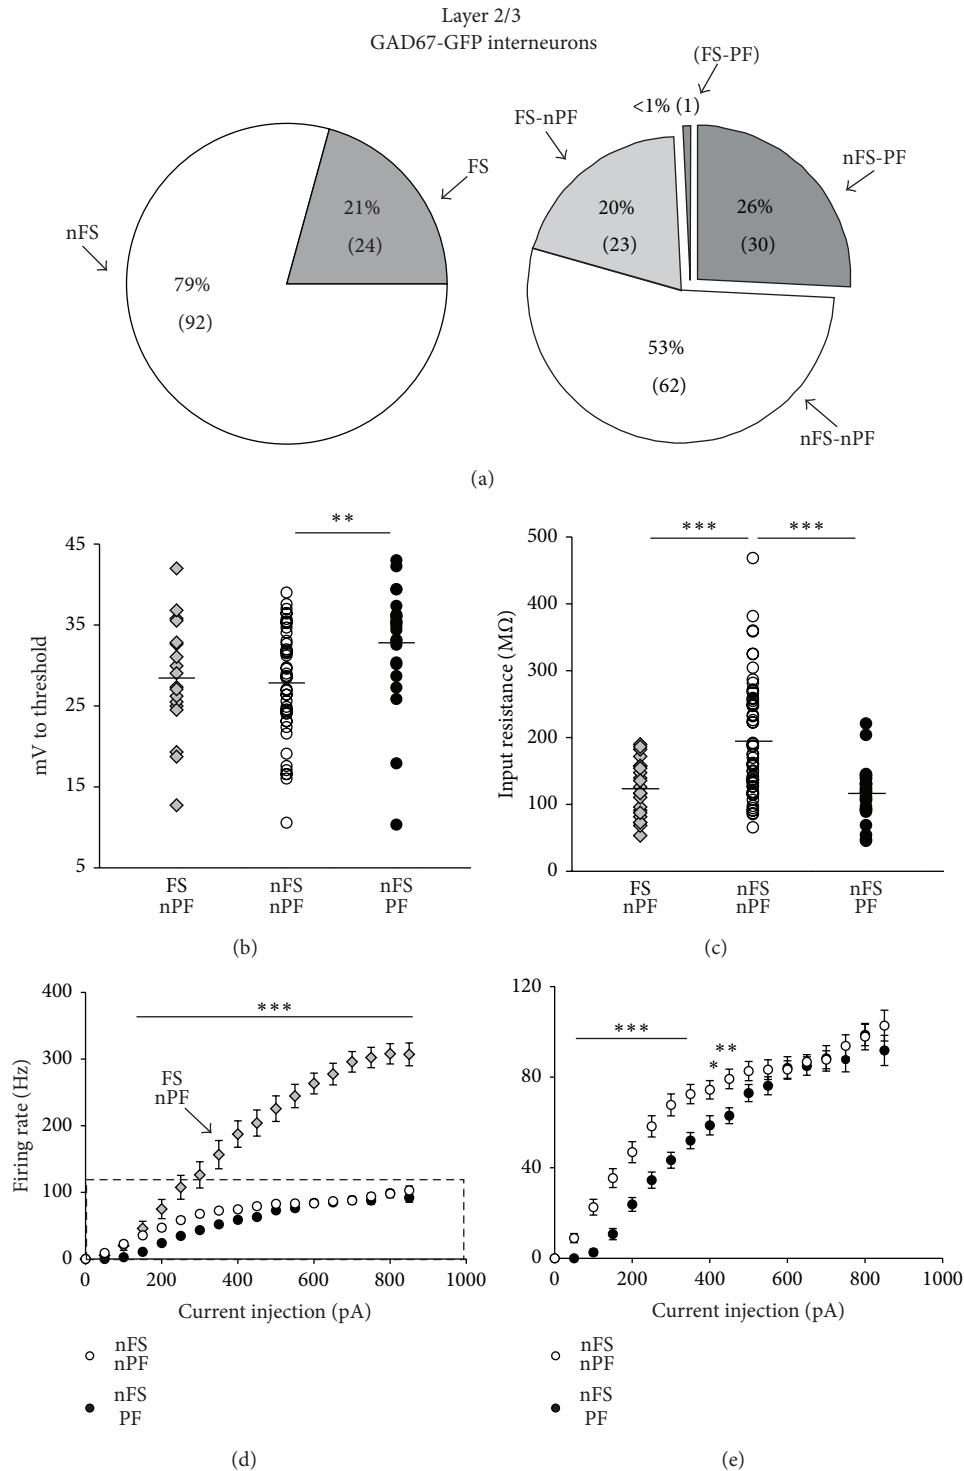 Layer 2/3
GAD67-GFP interneurons
nFS
FS
21%
(24)
79%
(92)
(FS-PF)
<1% (1)
FS-nPF
nFS-PF
20%
(23)
26%
(30)
53%
(62)
nFS-nPF
(a)
**
45
35
25
15
5
mV to threshold
FS
nPF
nFS
nPF
nFS
PF
(b)
***
***
500
400
300
200
100
0
Input resistance (MΩ)
FS
nPF
nFS
nPF
nFS
PF
(c)
***
400
300
200
100
0
Firing rate (Hz)
FS
nPF
0
200
400
600
800
1000
Current injection (pA)
nFS
nPF
nFS
PF
(d)
***
**
*
120
80
40
0
0
200
400
600
800
1000
Current injection (pA)
nFS
nPF
nFS
PF
(e)